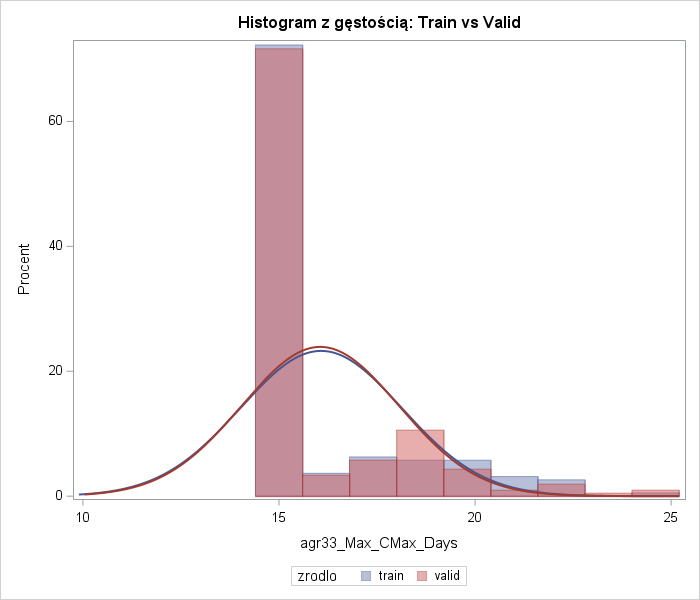 Histogram z gęstością: Train vs Valid
Procent
60
40
20
0
10 15 20 25
agr33_Max_CMax_Days
zrodlo train valid